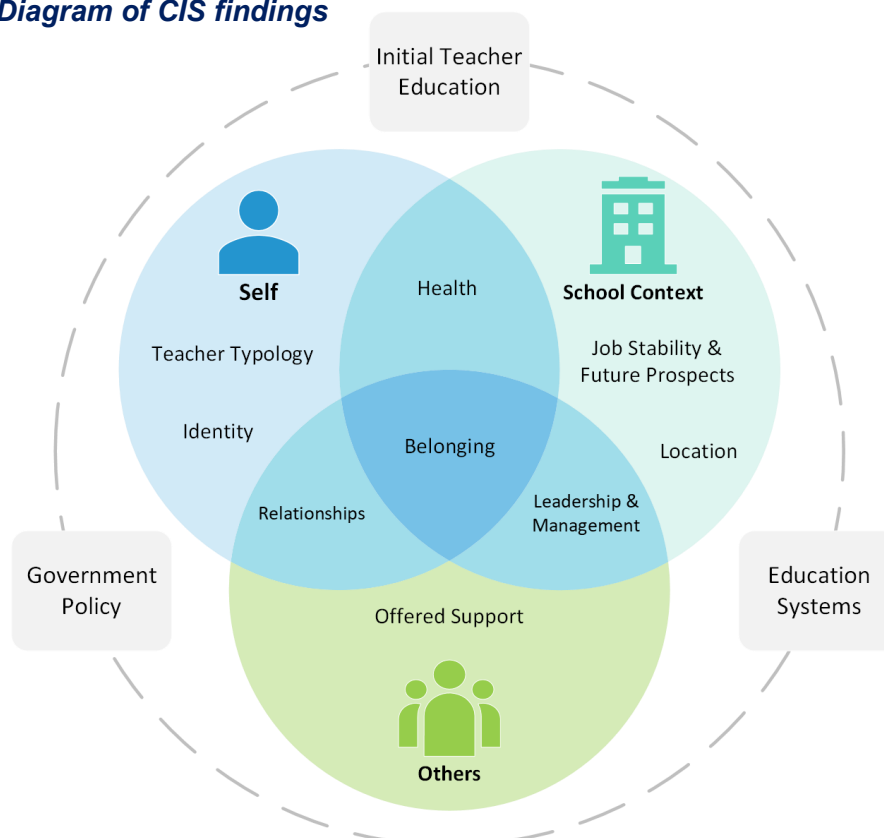 Diagram of CIS findings
Initial Teacher
Education
Self
Health
School Context
Teacher Typology
Job Stability &
Future Prospects
Identity
Belonging
Location
Relationships
Leadership &
Management
Government
Policy
Education
Systems
Offered Support
Others